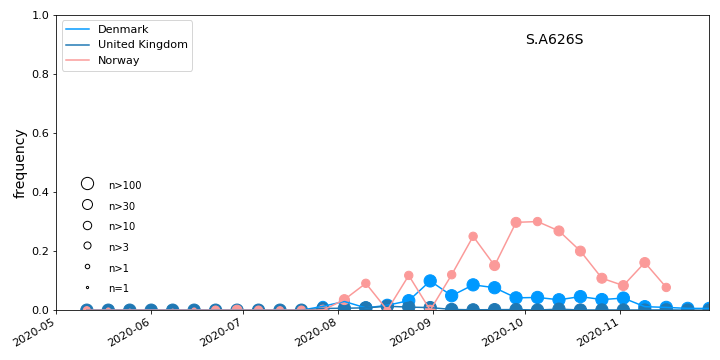 1.0
0.8
0.6
0.4
0.2
0.0
frequency
Denmark
United Kingdom
Norway
S.A626S
n>100
n>30
n>10
n>3
n>1
n=1
2020-05
2020-06
2020-07
2020-08
2020-09
2020-10
2020-11